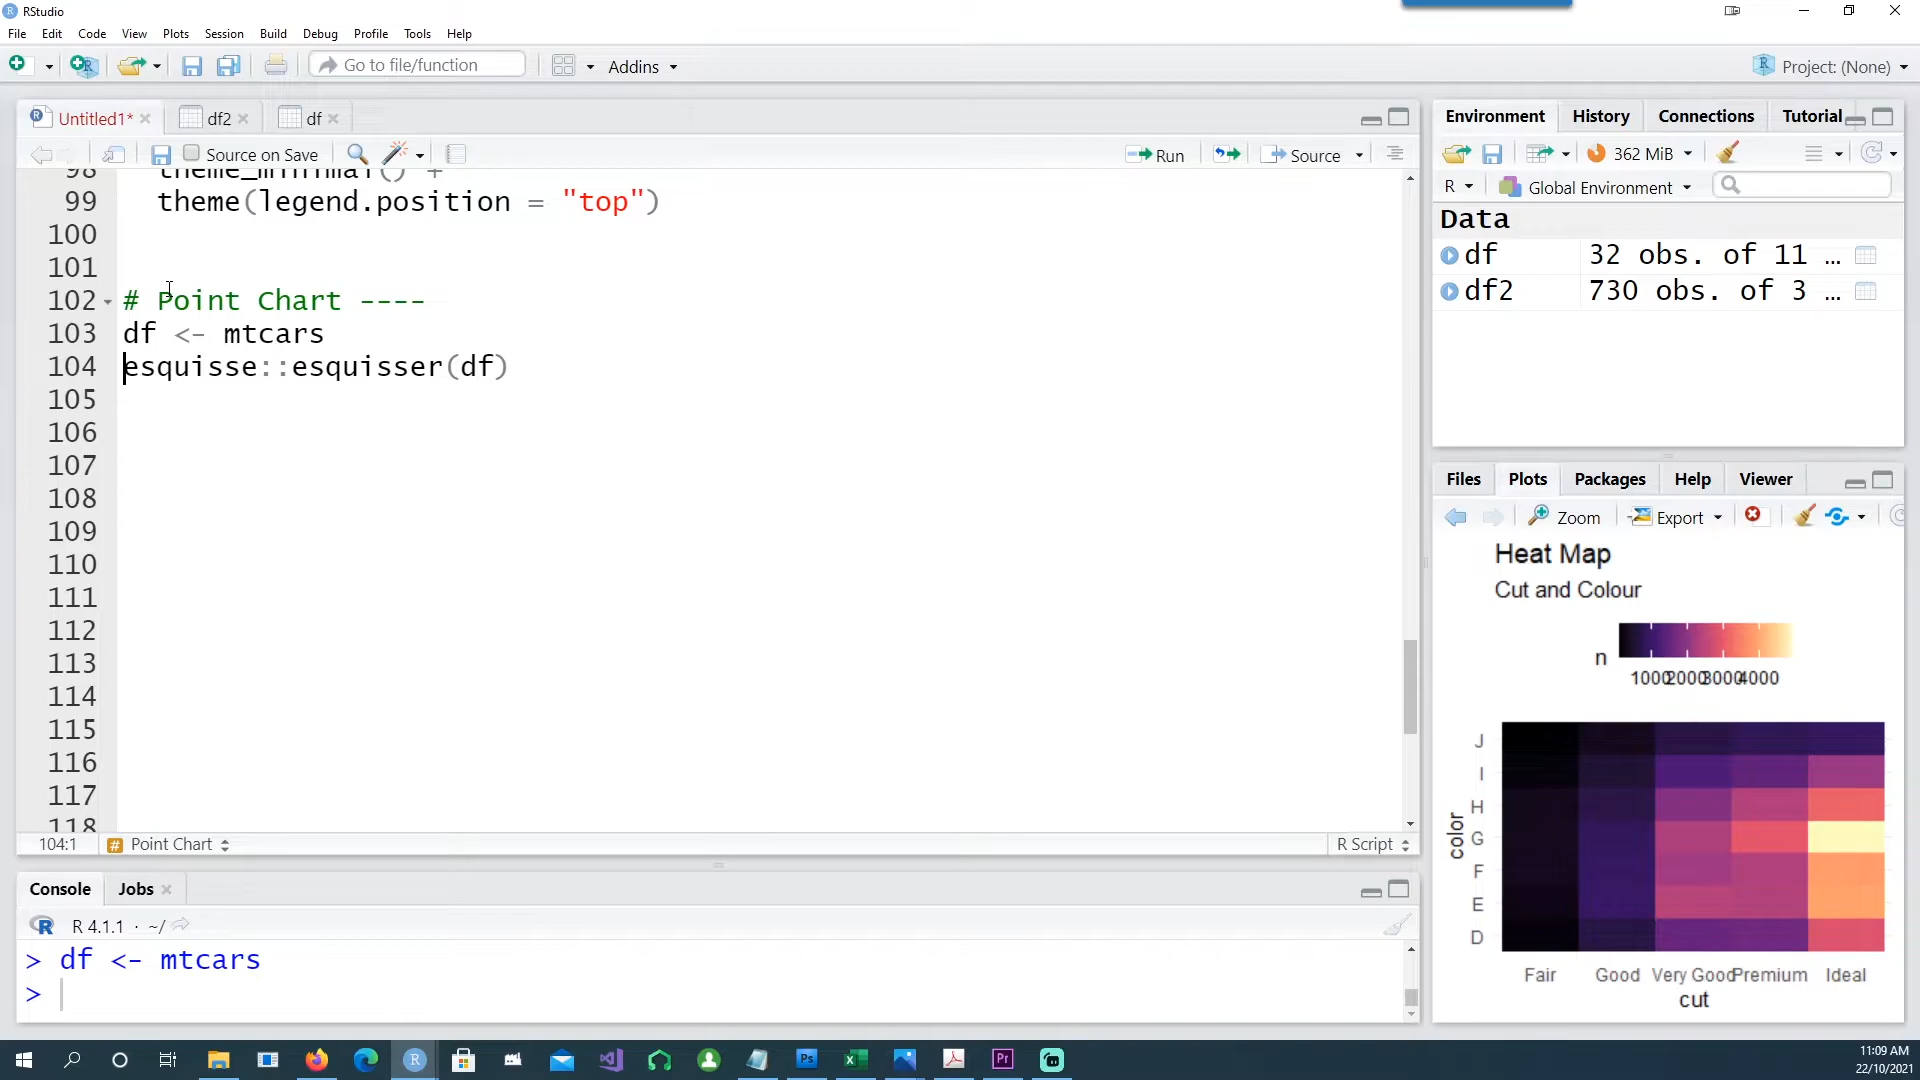 RStudio
File Edit Code View Plots Session Build Debug Profile Tools Help
Go to file/function Addins Project: (None)
Untitled1* df2 df
Source on Save Run Source
98 theme_minimal() +
99 theme(legend.position = "top")
100
101
102 # Point Chart ----
103 df <- mtcars
104 esquisse::esquisser(df)
105
106
107
108
109
110
111
112
113
114
115
116
117
118
104:1 # Point Chart R Script
Console Jobs
R 4.1.1 · ~/
> df <- mtcars
>
Environment History Connections Tutorial
362 MiB
R Global Environment
Data
df 32 obs. of 11 …
df2 730 obs. of 3 …
Files Plots Packages Help Viewer
Zoom Export
Heat Map
Cut and Colour
n
1000 2000 3000 4000
J
I
H
G
F
E
D
color
Fair Good Very Good Premium Ideal
cut
Ps Pr
11:09 AM
22/10/2021